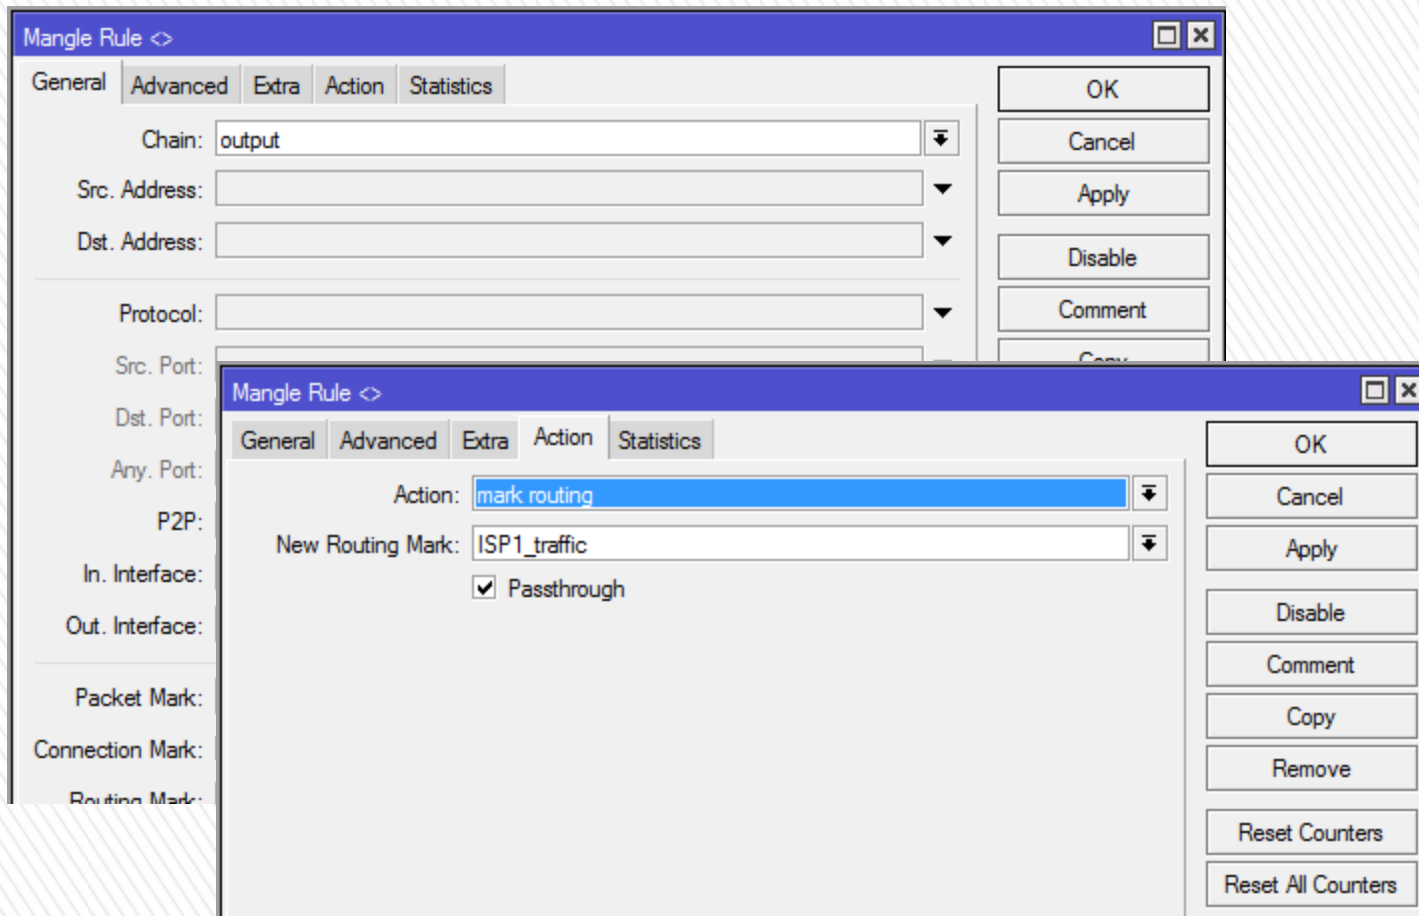 Mangle Rule <>
General Advanced Extra Action Statistics
Chain: output
Src. Address:
Dst. Address:
Protocol:
Src. Port:
Dst. Port:
Any. Port:
P2P:
In. Interface:
Out. Interface:
Packet Mark:
Connection Mark:
Routing Mark:
OK
Cancel
Apply
Disable
Comment
Copy
Mangle Rule <>
General Advanced Extra Action Statistics
Action: mark routing
New Routing Mark: ISP1_traffic
Passthrough
OK
Cancel
Apply
Disable
Comment
Copy
Remove
Reset Counters
Reset All Counters